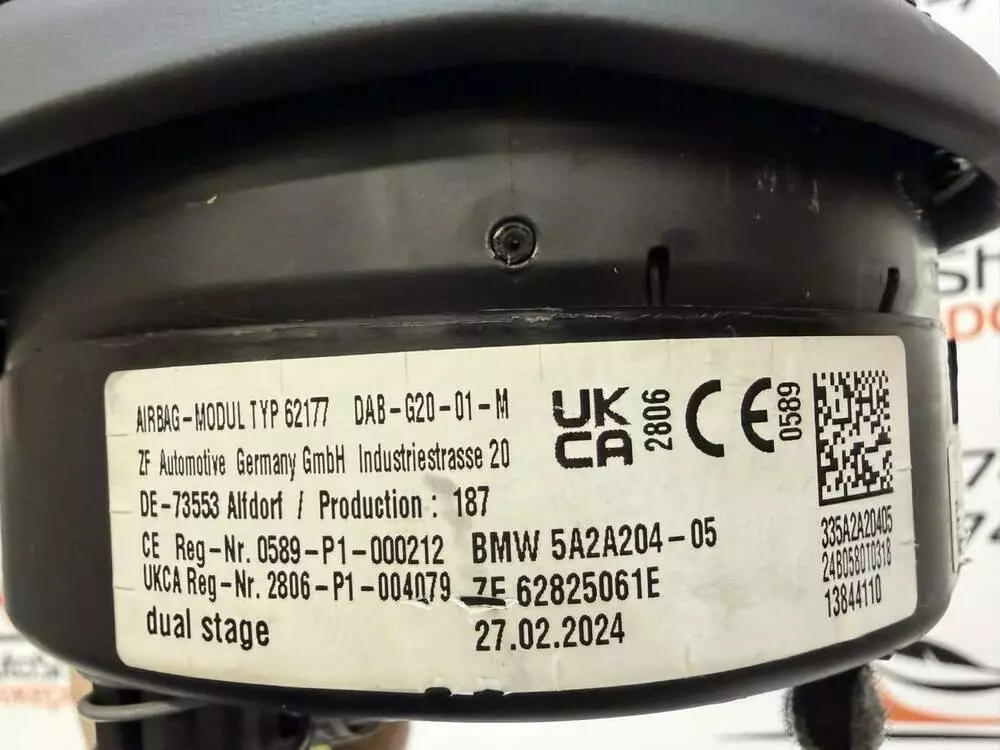 AIRBAG-MODUL TYP 62177 DAB-G20-01-M
ZF Automotive Germany GmbH Industriestrasse 20
DE-73553 Alfdorf / Production : 187
CE Reg-Nr. 0589-P1-000212 BMW 5A2A204-05
UKCA Reg-Nr. 2806-P1-004079 ZF 62825061E
dual stage 27.02.2024
UK
CA
2806
CE
0589
335A2A20405
24B0580T0318
13844110